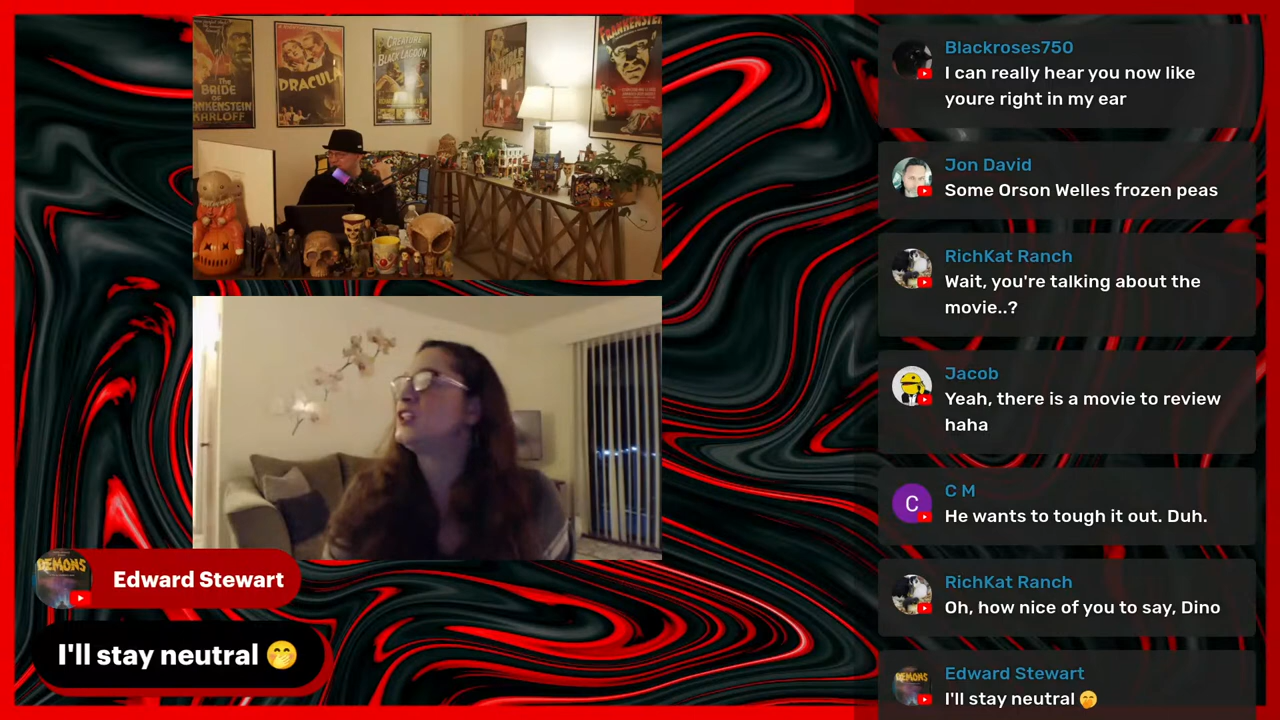 The
BRIDE
OF
FRANKENSTEIN
KARLOFF
DRACULA
CREATURE
BLACK LAGOON
FRANKENSTEIN
DEMONS
Edward Stewart
I'll stay neutral 🤭
Blackroses750
I can really hear you now like
youre right in my ear
Jon David
Some Orson Welles frozen peas
RichKat Ranch
Wait, you're talking about the
movie..?
Jacob
Yeah, there is a movie to review
haha
C
C M
He wants to tough it out. Duh.
RichKat Ranch
Oh, how nice of you to say, Dino
DEMONS
Edward Stewart
I'll stay neutral 🤭